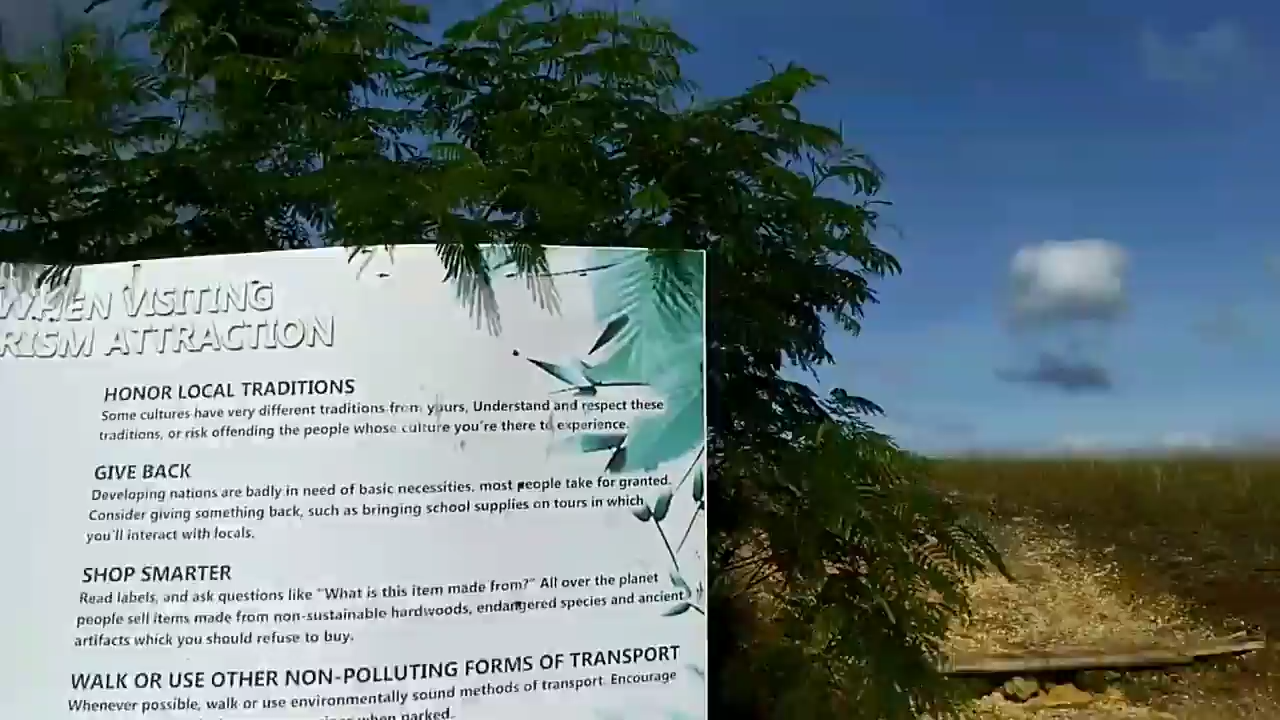 WHEN VISITING
RISM ATTRACTION
HONOR LOCAL TRADITIONS
Some cultures have very different traditions from yours, Understand and respect these
traditions, or risk offending the people whose culture you're there to experience.
GIVE BACK
Developing nations are badly in need of basic necessities, most people take for granted.
Consider giving something back, such as bringing school supplies on tours in which
you'll interact with locals.
SHOP SMARTER
Read labels, and ask questions like "What is this item made from?" All over the planet
people sell items made from non-sustainable hardwoods, endangered species and ancient
artifacts which you should refuse to buy.
WALK OR USE OTHER NON-POLLUTING FORMS OF TRANSPORT
Whenever possible, walk or use environmentally sound methods of transport. Encourage
when parked.